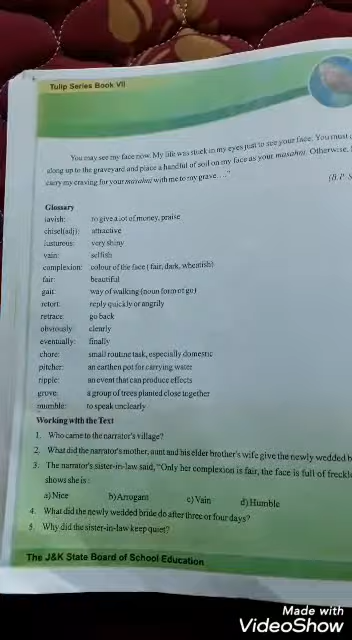 Tulip Series Book VII
You may see my face now. My life was stuck in my eyes just to see your face. You must
along up to the graveyard and place a handful of soil on my face as your masahni. Otherwise,
carry my craving for your masahni with me to my grave . . ."
(B. P. S
Glossary
lavish: to give a lot of money, praise
chisel(adj): attractive
lusturous: very shiny
vain: selfish
complexion: colour of the face ( fair, dark, wheatish)
fair: beautiful
gait: way of walking (noun form of go)
retort: reply quickly or angrily
retrace: go back
obviously: clearly
eventually: finally
chore: small routine task, especially domestic
pitcher: an earthen pot for carrying water
ripple: an event that can produce effects
grove: a group of trees planted close together
mumble: to speak unclearly
Working with the Text
1. Who came to the narrator's village?
2. What did the narrator's mother, aunt and his elder brother's wife give the newly wedded b
3. The narrator's sister-in-law said, "Only her complexion is fair, the face is full of freckl
shows she is :
a) Nice b) Arrogant c) Vain d) Humble
4. What did the newly wedded bride do after three or four days?
5. Why did the sister-in-law keep quiet?
The J&K State Board of School Education
Made with
VideoShow